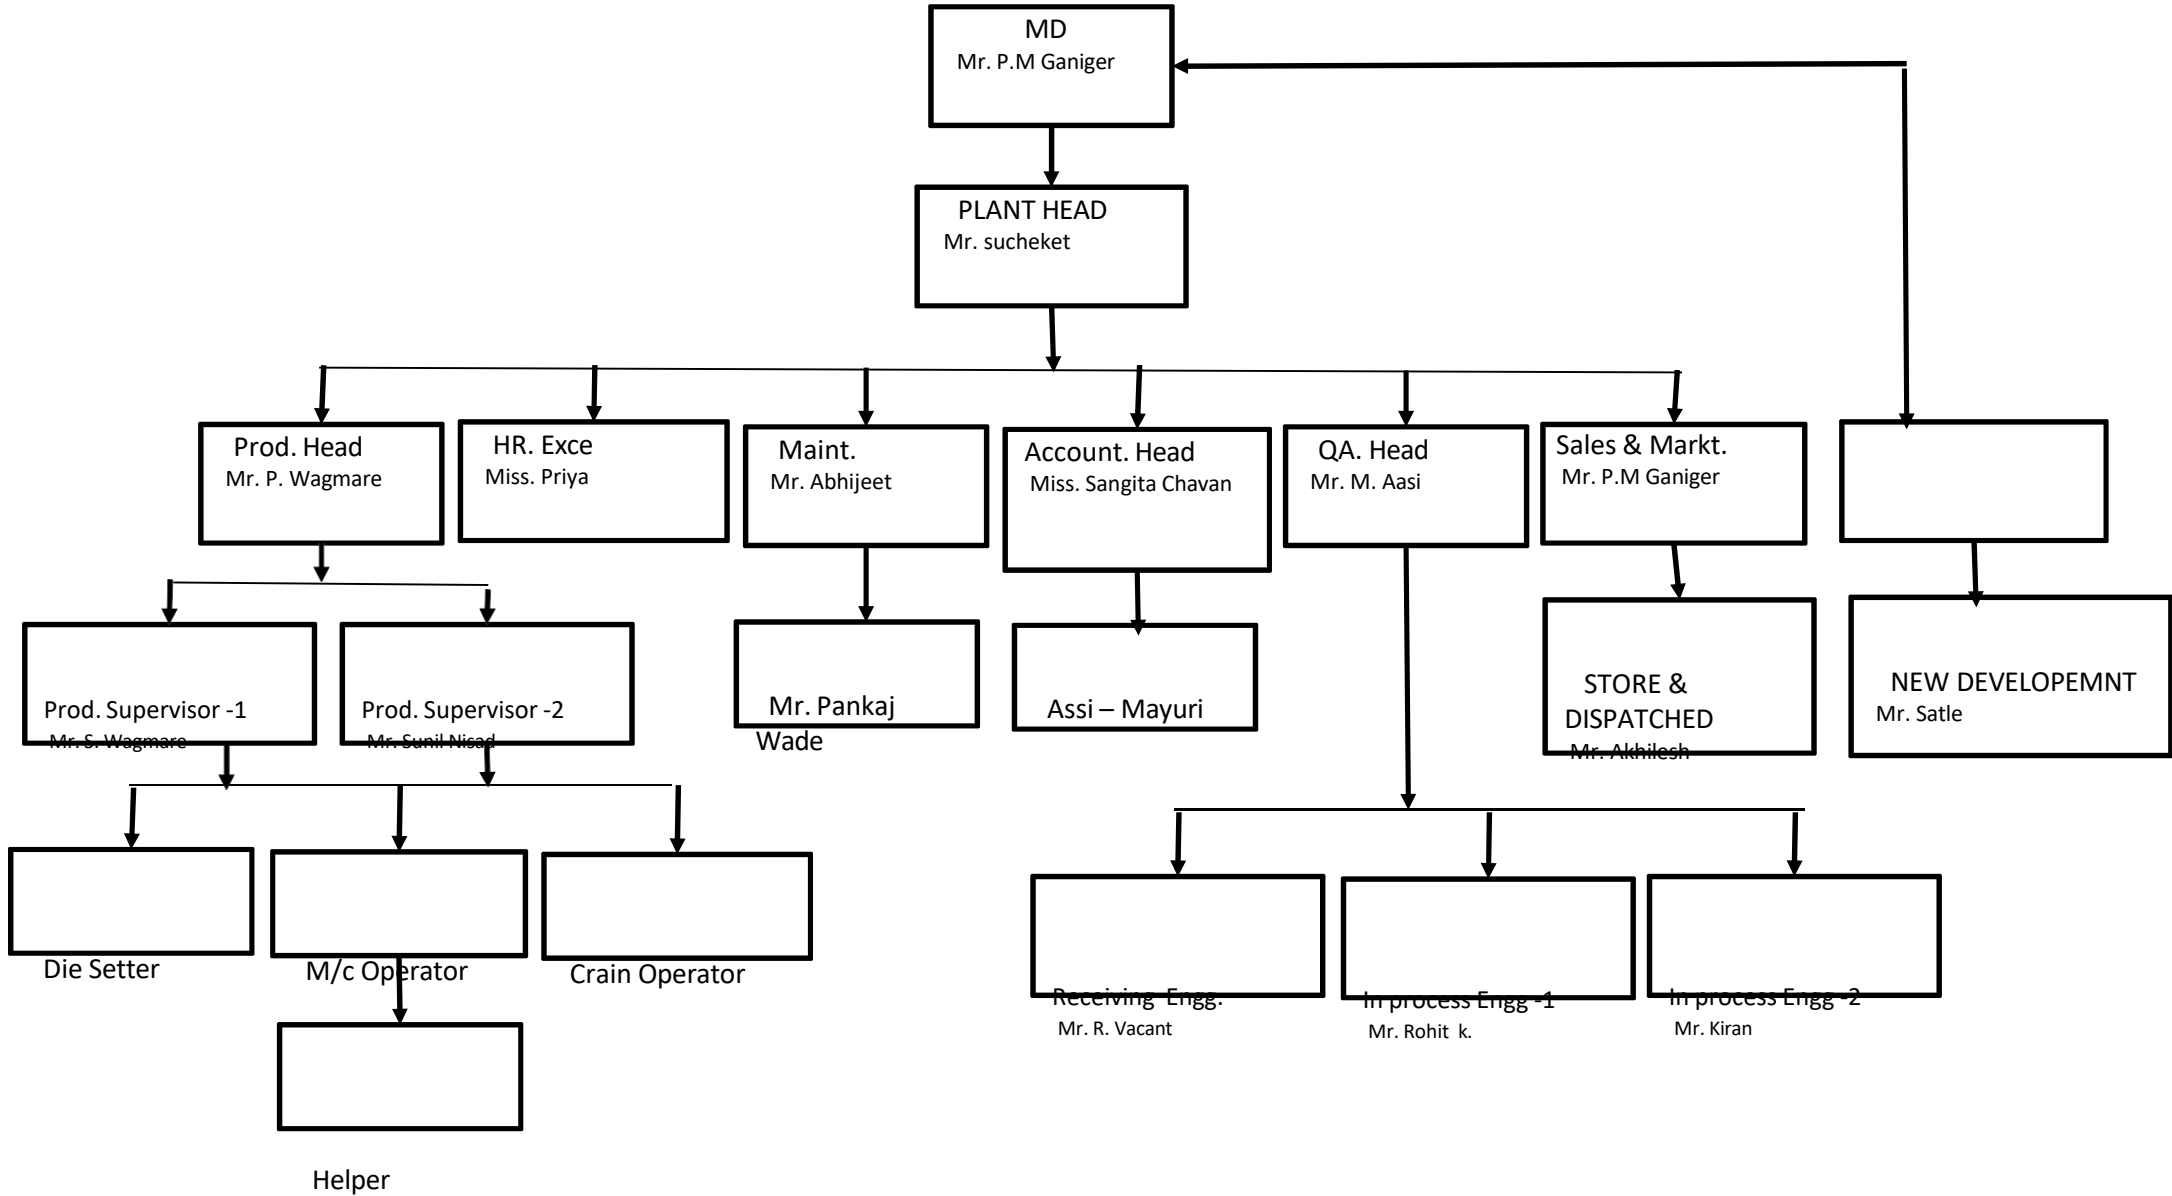 MD
Mr. P.M Ganiger
PLANT HEAD
Mr. sucheket
Prod. Head
Mr. P. Wagmare
HR. Exce
Miss. Priya
Maint.
Mr. Abhijeet
Account. Head
Miss. Sangita Chavan
QA. Head
Mr. M. Aasi
Sales & Markt.
Mr. P.M Ganiger
Prod. Supervisor -1
Mr. S. Wagmare
Prod. Supervisor -2
Mr. Sunil Nisad
Mr. Pankaj
Wade
Assi – Mayuri
STORE &
DISPATCHED
Mr. Akhilesh
NEW DEVELOPEMNT
Mr. Satle
Die Setter
M/c Operator
Crain Operator
Receiving Engg.
Mr. R. Vacant
In process Engg -1
Mr. Rohit k.
In process Engg -2
Mr. Kiran
Helper